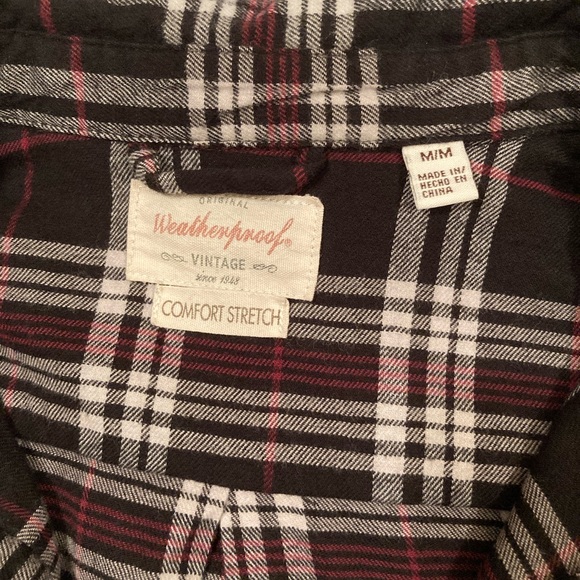 ORIGINAL
Weatherproof®
VINTAGE
since 1948
COMFORT STRETCH
M/M
MADE IN/
HECHO EN
CHINA